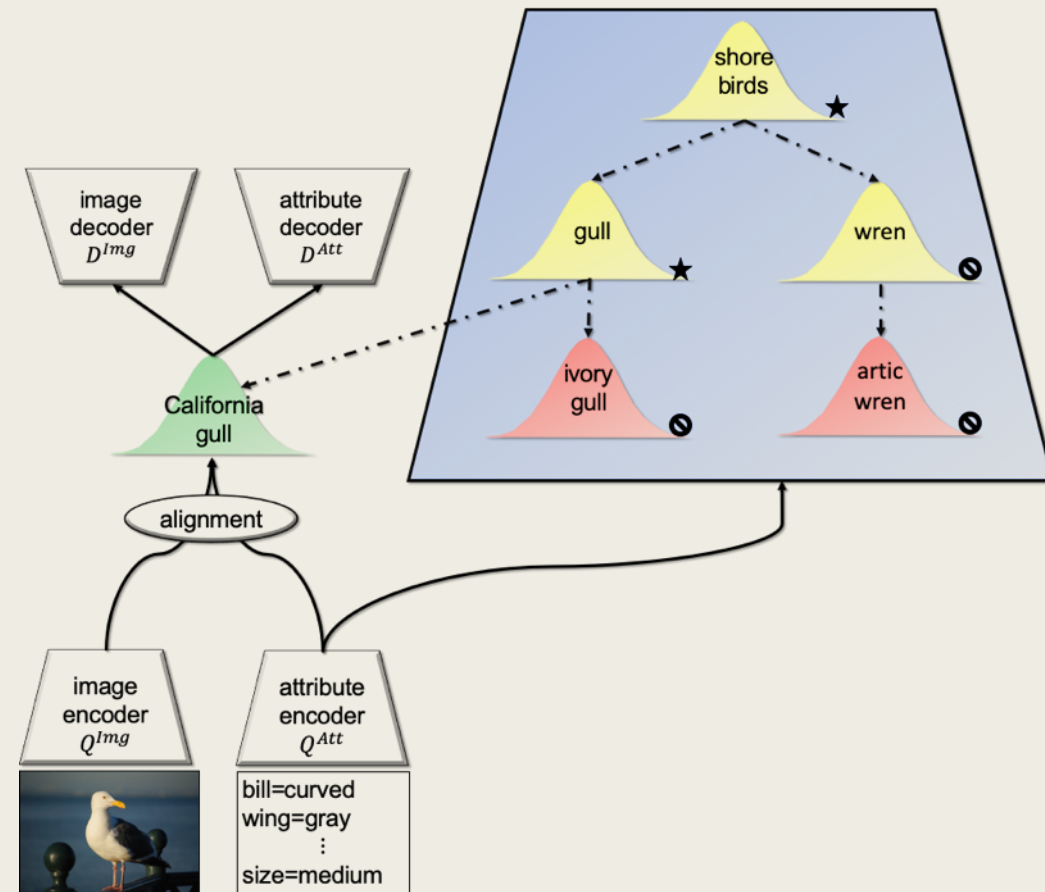 shore
birds
image
decoder
D^Img
attribute
decoder
D^Att
gull
wren
California
gull
ivory
gull
artic
wren
alignment
image
encoder
Q^Img
attribute
encoder
Q^Att
bill=curved
wing=gray
⋮
size=medium